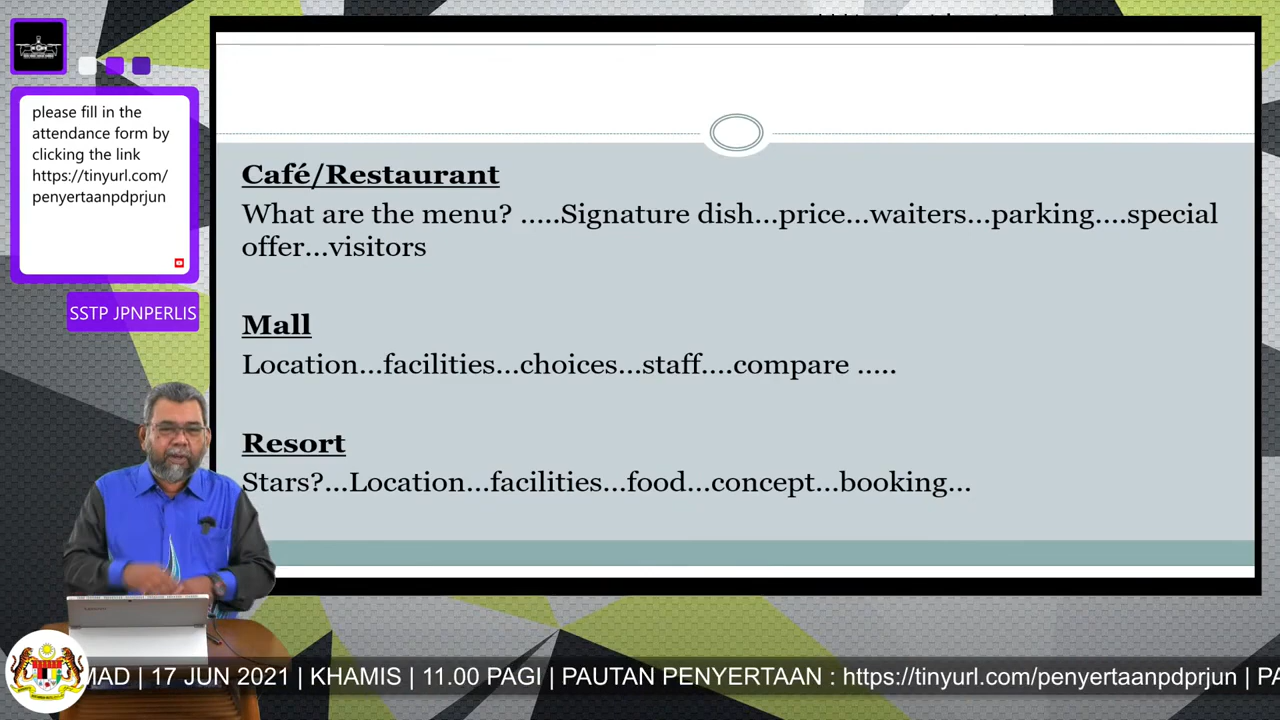 please fill in the
attendance form by
clicking the link
https://tinyurl.com/
penyertaanpdprjun
SSTP JPNPERLIS
Café/Restaurant
What are the menu? .....Signature dish...price...waiters...parking....special
offer...visitors
Mall
Location...facilities...choices...staff....compare .....
Resort
Stars?...Location...facilities...food...concept...booking...
MAD | 17 JUN 2021 | KHAMIS | 11.00 PAGI | PAUTAN PENYERTAAN : https://tinyurl.com/penyertaanpdprjun | PA